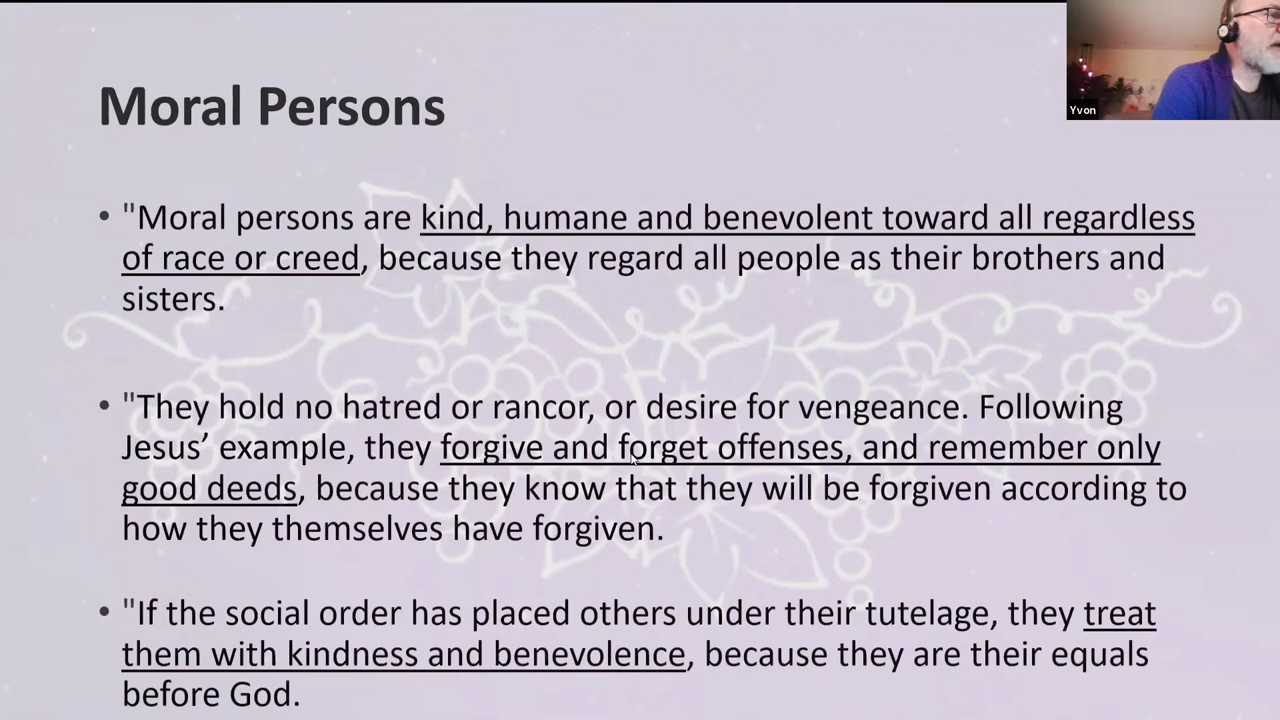 Yvon
Moral Persons
• "Moral persons are kind, humane and benevolent toward all regardless
of race or creed, because they regard all people as their brothers and
sisters.
• "They hold no hatred or rancor, or desire for vengeance. Following
Jesus’ example, they forgive and forget offenses, and remember only
good deeds, because they know that they will be forgiven according to
how they themselves have forgiven.
• "If the social order has placed others under their tutelage, they treat
them with kindness and benevolence, because they are their equals
before God.